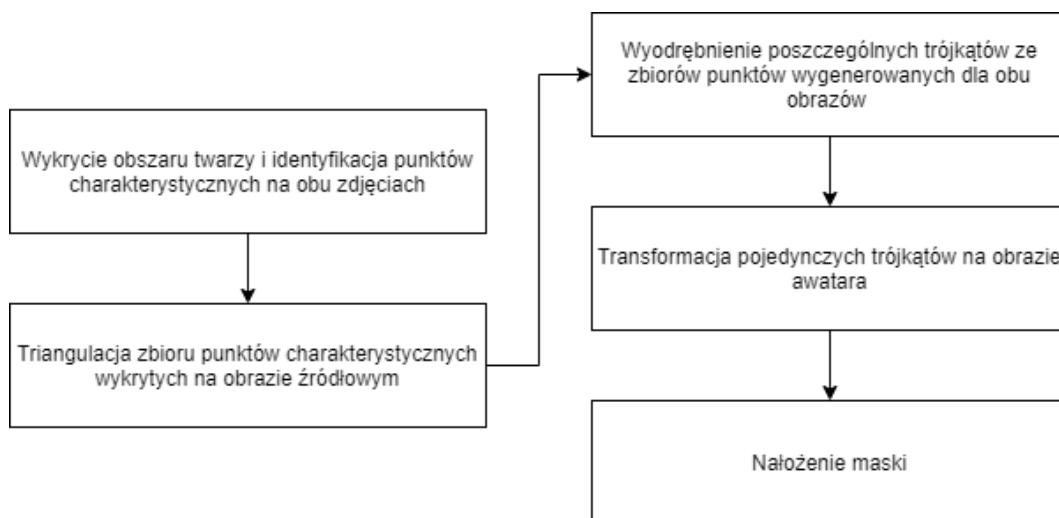 Wykrycie obszaru twarzy i identyfikacja punktów
charakterystycznych na obu zdjęciach
Triangulacja zbioru punktów charakterystycznych
wykrytych na obrazie źródłowym
Wyodrębnienie poszczególnych trójkątów ze
zbiorów punktów wygenerowanych dla obu
obrazów
Transformacja pojedynczych trójkątów na obrazie
awatara
Nałożenie maski